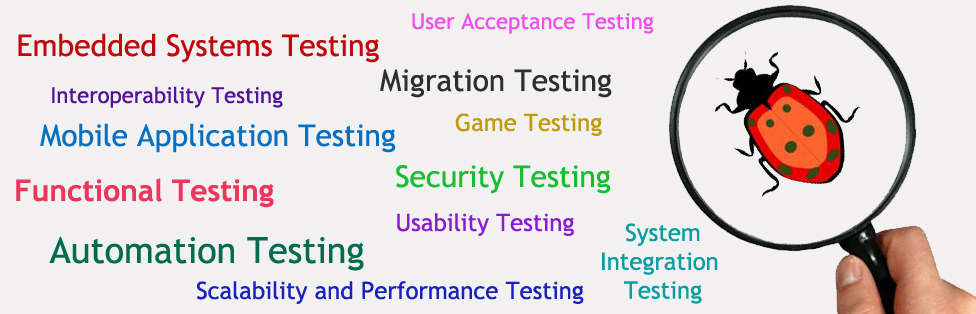 User Acceptance Testing
Embedded Systems Testing
Migration Testing
Interoperability Testing
Game Testing
Mobile Application Testing
Security Testing
Functional Testing
Usability Testing
System
Integration
Testing
Automation Testing
Scalability and Performance Testing